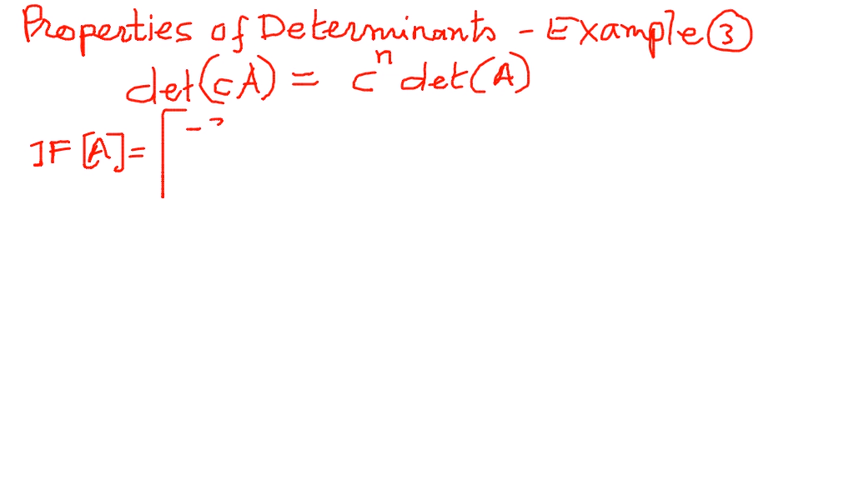 Properties of Determinants - Example ③
det(cA) = cⁿ det(A)
IF [A] = [ -